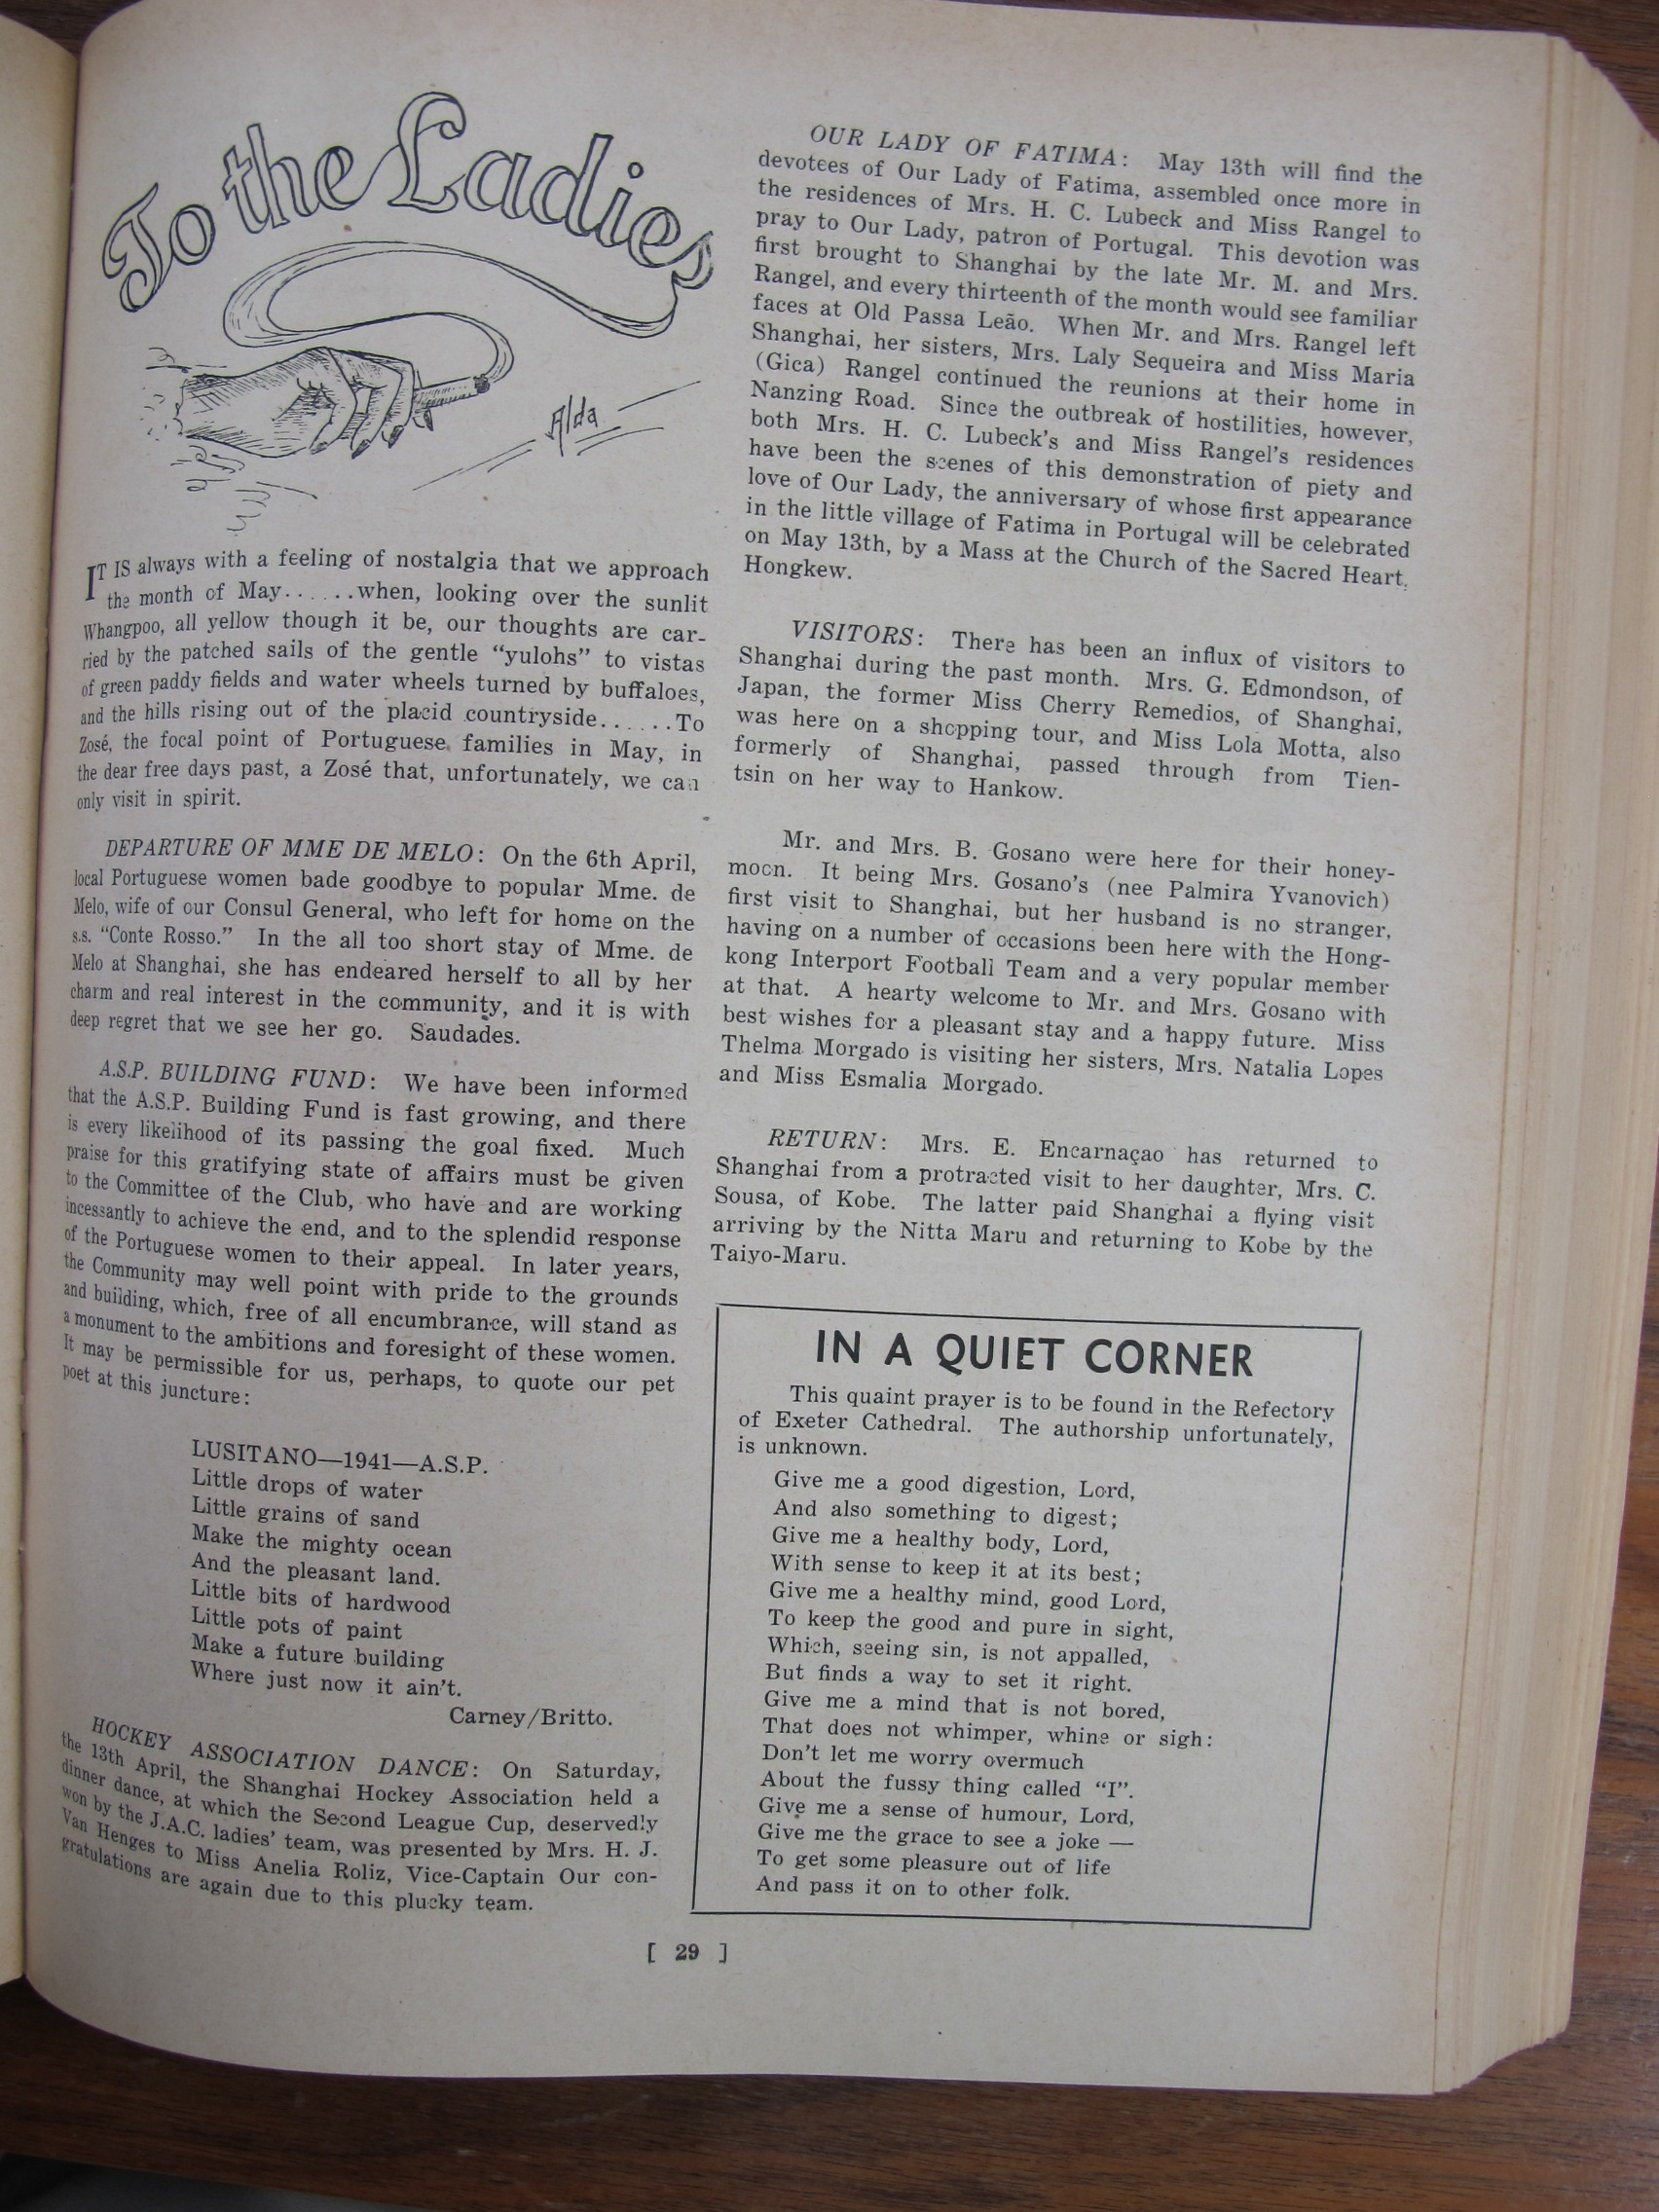 To the Ladies
Alda
IT IS always with a feeling of nostalgia that we approach
the month of May......when, looking over the sunlit
Whangpoo, all yellow though it be, our thoughts are car-
ried by the patched sails of the gentle “yulohs” to vistas
of green paddy fields and water wheels turned by buffaloes,
and the hills rising out of the placid countryside......To
Zosé, the focal point of Portuguese families in May, in
the dear free days past, a Zosé that, unfortunately, we can
only visit in spirit.
DEPARTURE OF MME DE MELO: On the 6th April,
local Portuguese women bade goodbye to popular Mme. de
Melo, wife of our Consul General, who left for home on the
s.s. “Conte Rosso.” In the all too short stay of Mme. de
Melo at Shanghai, she has endeared herself to all by her
charm and real interest in the community, and it is with
deep regret that we see her go. Saudades.
A.S.P. BUILDING FUND: We have been informed
that the A.S.P. Building Fund is fast growing, and there
is every likelihood of its passing the goal fixed. Much
praise for this gratifying state of affairs must be given
to the Committee of the Club, who have and are working
incessantly to achieve the end, and to the splendid response
of the Portuguese women to their appeal. In later years,
the Community may well point with pride to the grounds
and building, which, free of all encumbrance, will stand as
a monument to the ambitions and foresight of these women.
It may be permissible for us, perhaps, to quote our pet
poet at this juncture:
LUSITANO—1941—A.S.P.
Little drops of water
Little grains of sand
Make the mighty ocean
And the pleasant land.
Little bits of hardwood
Little pots of paint
Make a future building
Where just now it ain't.
Carney/Britto.
HOCKEY ASSOCIATION DANCE: On Saturday,
the 13th April, the Shanghai Hockey Association held a
dinner dance, at which the Second League Cup, deservedly
won by the J.A.C. ladies' team, was presented by Mrs. H. J.
Van Henges to Miss Anelia Roliz, Vice-Captain Our con-
gratulations are again due to this plucky team.
OUR LADY OF FATIMA: May 13th will find the
devotees of Our Lady of Fatima, assembled once more in
the residences of Mrs. H. C. Lubeck and Miss Rangel to
pray to Our Lady, patron of Portugal. This devotion was
first brought to Shanghai by the late Mr. M. and Mrs.
Rangel, and every thirteenth of the month would see familiar
faces at Old Passa Leão. When Mr. and Mrs. Rangel left
Shanghai, her sisters, Mrs. Laly Sequeira and Miss Maria
(Gica) Rangel continued the reunions at their home in
Nanzing Road. Since the outbreak of hostilities, however,
both Mrs. H. C. Lubeck's and Miss Rangel's residences
have been the scenes of this demonstration of piety and
love of Our Lady, the anniversary of whose first appearance
in the little village of Fatima in Portugal will be celebrated
on May 13th, by a Mass at the Church of the Sacred Heart,
Hongkew.
VISITORS: There has been an influx of visitors to
Shanghai during the past month. Mrs. G. Edmondson, of
Japan, the former Miss Cherry Remedios, of Shanghai,
was here on a shopping tour, and Miss Lola Motta, also
formerly of Shanghai, passed through from Tien-
tsin on her way to Hankow.
Mr. and Mrs. B. Gosano were here for their honey-
moon. It being Mrs. Gosano's (nee Palmira Yvanovich)
first visit to Shanghai, but her husband is no stranger,
having on a number of occasions been here with the Hong-
kong Interport Football Team and a very popular member
at that. A hearty welcome to Mr. and Mrs. Gosano with
best wishes for a pleasant stay and a happy future. Miss
Thelma Morgado is visiting her sisters, Mrs. Natalia Lopes
and Miss Esmalia Morgado.
RETURN: Mrs. E. Encarnaçao has returned to
Shanghai from a protracted visit to her daughter, Mrs. C.
Sousa, of Kobe. The latter paid Shanghai a flying visit
arriving by the Nitta Maru and returning to Kobe by the
Taiyo-Maru.
IN A QUIET CORNER
This quaint prayer is to be found in the Refectory
of Exeter Cathedral. The authorship unfortunately,
is unknown.
Give me a good digestion, Lord,
And also something to digest;
Give me a healthy body, Lord,
With sense to keep it at its best;
Give me a healthy mind, good Lord,
To keep the good and pure in sight,
Which, seeing sin, is not appalled,
But finds a way to set it right.
Give me a mind that is not bored,
That does not whimper, whine or sigh:
Don't let me worry overmuch
About the fussy thing called “I”.
Give me a sense of humour, Lord,
Give me the grace to see a joke —
To get some pleasure out of life
And pass it on to other folk.
[ 29 ]